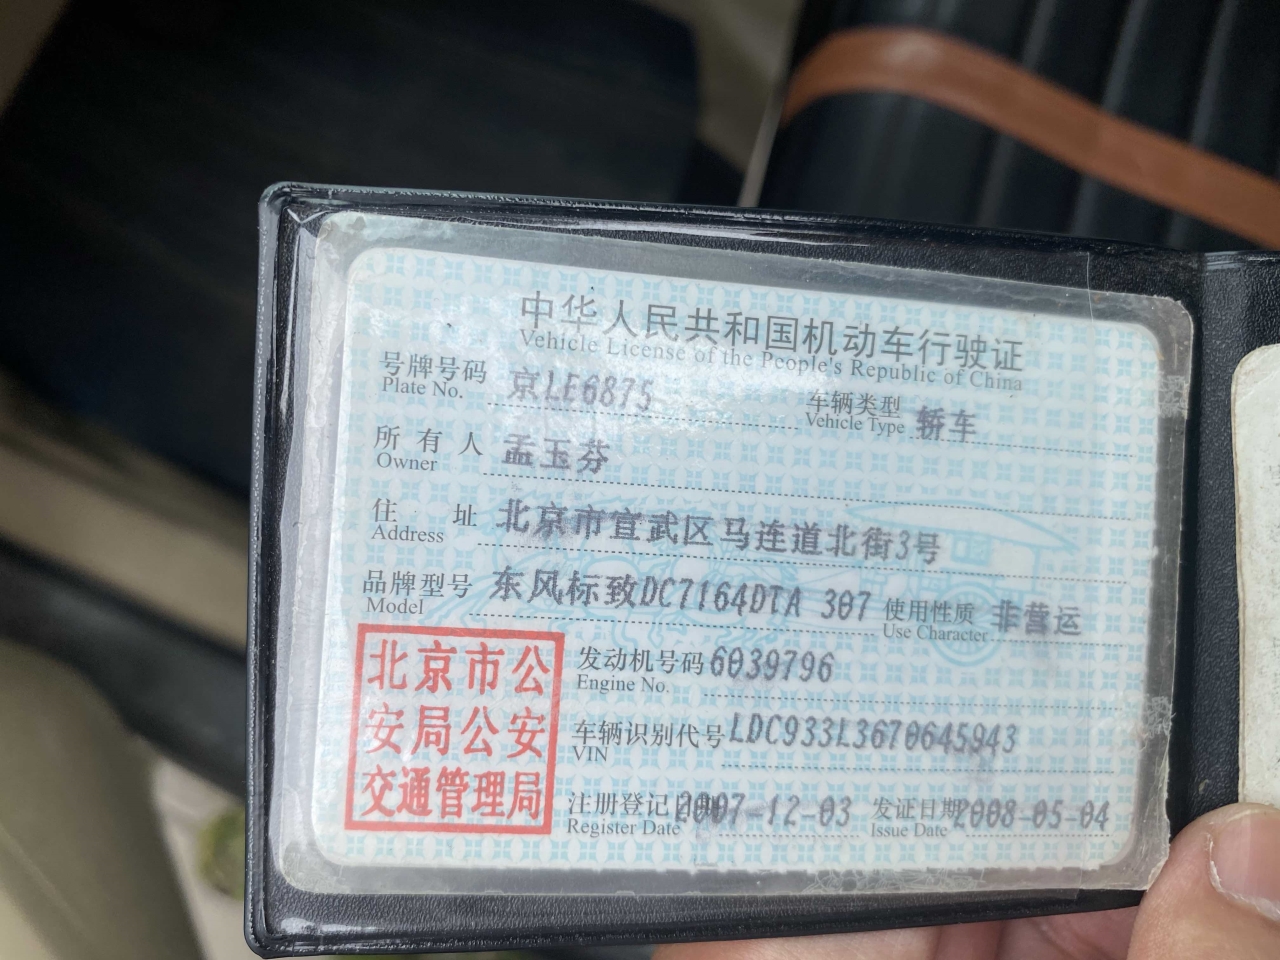 中华人民共和国机动车行驶证
Vehicle License of the People's Republic of China
号牌号码 京LE6875 车辆类型 轿车
Plate No. Vehicle Type
所有人 孟玉芬
Owner
住址 北京市宣武区马连道北街3号
Address
品牌型号 东风标致DC7164DTA 307 使用性质 非营运
Model Use Character
北京市公
安局公安
交通管理局
发动机号码 6039796
Engine No.
车辆识别代号 LDC933L3670645943
VIN
注册登记日期 2007-12-03 发证日期 2008-05-04
Register Date Issue Date